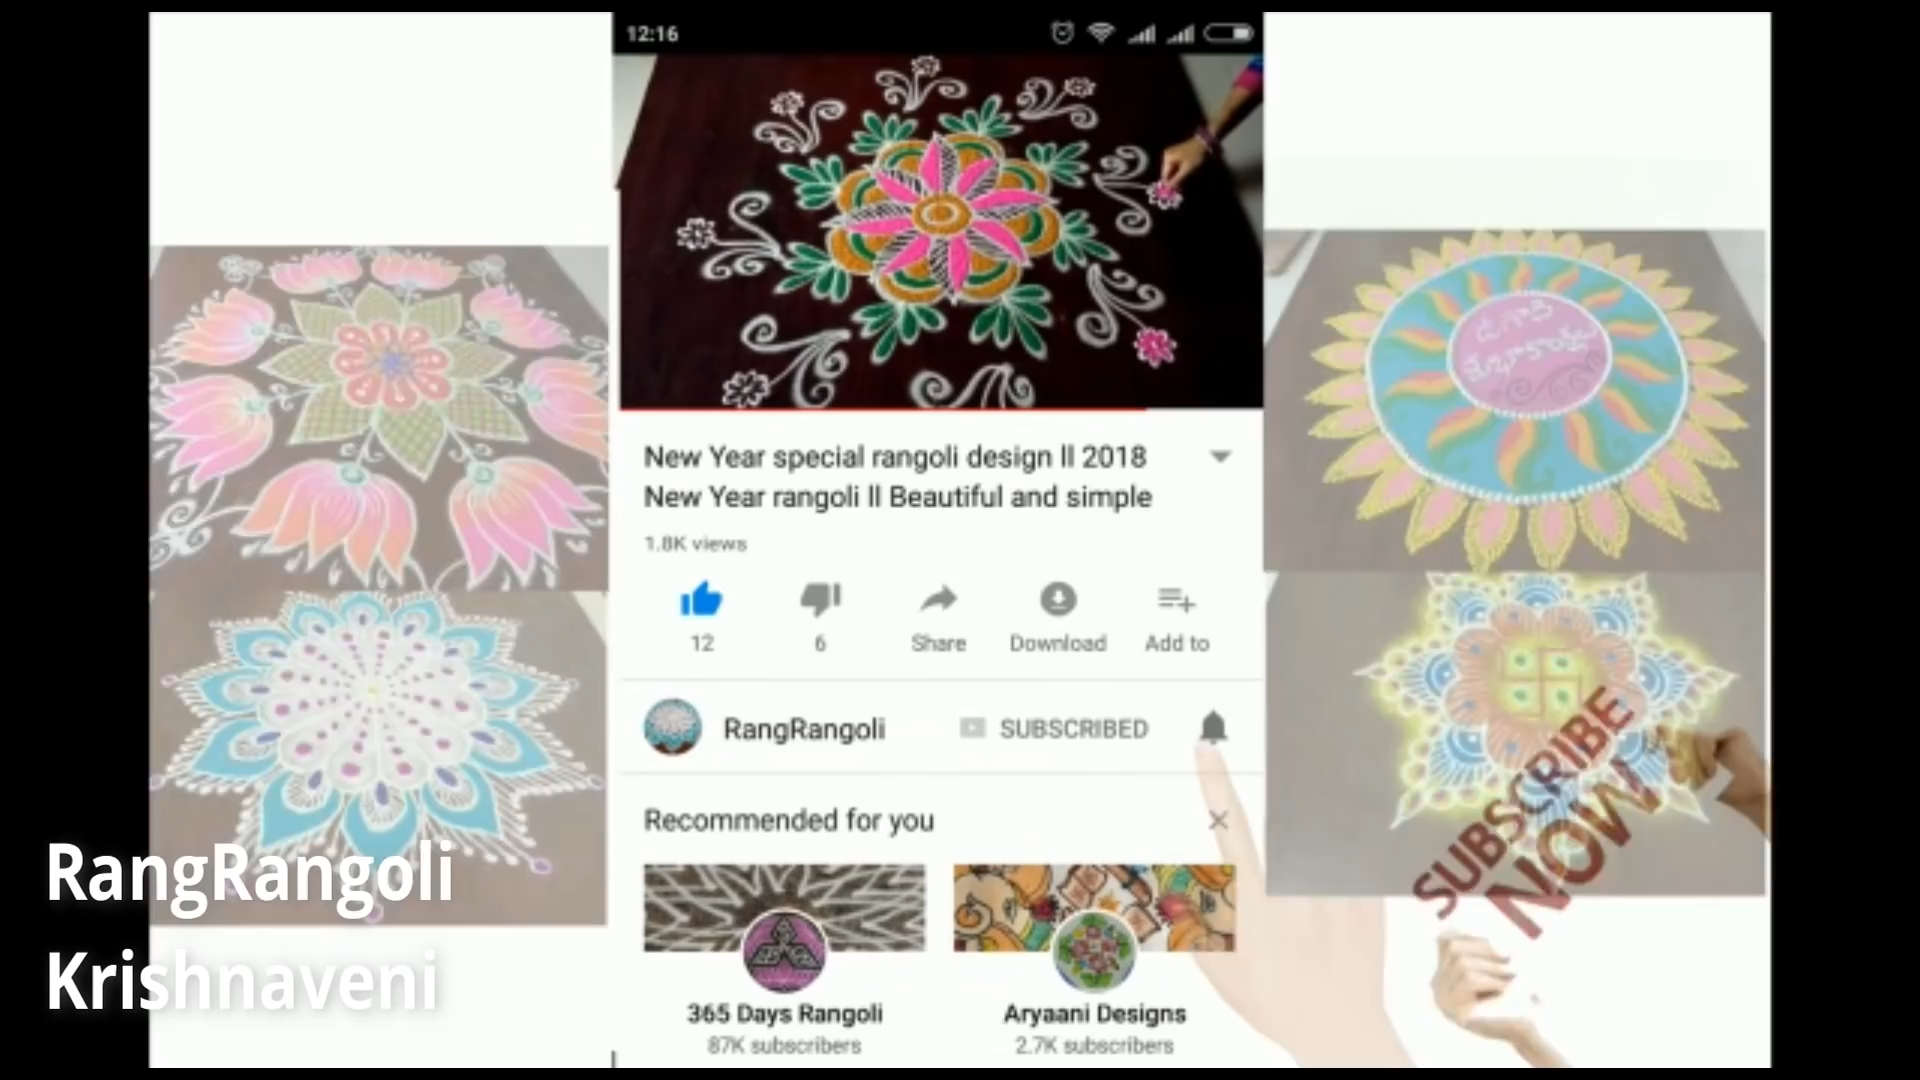 12:16
ఉగాది
శుభాకాంక్షలు
New Year special rangoli design ll 2018
New Year rangoli ll Beautiful and simple
1.8K views
12
6
Share
Download
Add to
RangRangoli
SUBSCRIBED
SUBSCRIBE
NOW
Recommended for you
RangRangoli
Krishnaveni
365 Days Rangoli
87K subscribers
Aryaani Designs
2.7K subscribers